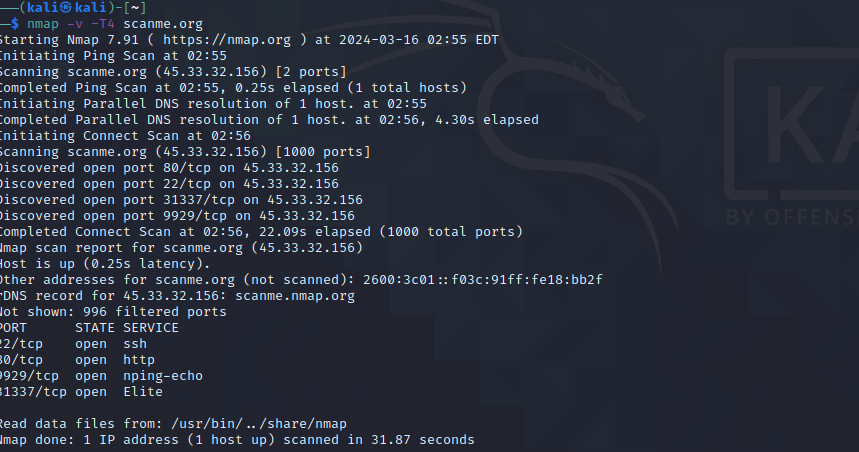 (kali㉿kali)-[~]
$ nmap -v -T4 scanme.org
Starting Nmap 7.91 ( https://nmap.org ) at 2024-03-16 02:55 EDT
Initiating Ping Scan at 02:55
Scanning scanme.org (45.33.32.156) [2 ports]
Completed Ping Scan at 02:55, 0.25s elapsed (1 total hosts)
Initiating Parallel DNS resolution of 1 host. at 02:55
Completed Parallel DNS resolution of 1 host. at 02:56, 4.30s elapsed
Initiating Connect Scan at 02:56
Scanning scanme.org (45.33.32.156) [1000 ports]
Discovered open port 80/tcp on 45.33.32.156
Discovered open port 22/tcp on 45.33.32.156
Discovered open port 31337/tcp on 45.33.32.156
Discovered open port 9929/tcp on 45.33.32.156
Completed Connect Scan at 02:56, 22.09s elapsed (1000 total ports)
Nmap scan report for scanme.org (45.33.32.156)
Host is up (0.25s latency).
Other addresses for scanme.org (not scanned): 2600:3c01::f03c:91ff:fe18:bb2f
rDNS record for 45.33.32.156: scanme.nmap.org
Not shown: 996 filtered ports
PORT      STATE SERVICE
22/tcp    open  ssh
80/tcp    open  http
9929/tcp  open  nping-echo
31337/tcp open  Elite
Read data files from: /usr/bin/../share/nmap
Nmap done: 1 IP address (1 host up) scanned in 31.87 seconds
KA
BY OFFENS